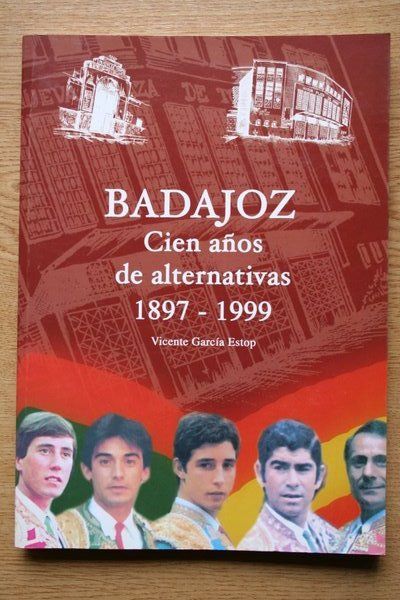 BADAJOZ
Cien años
de alternativas
1897 - 1999
Vicente García Estop